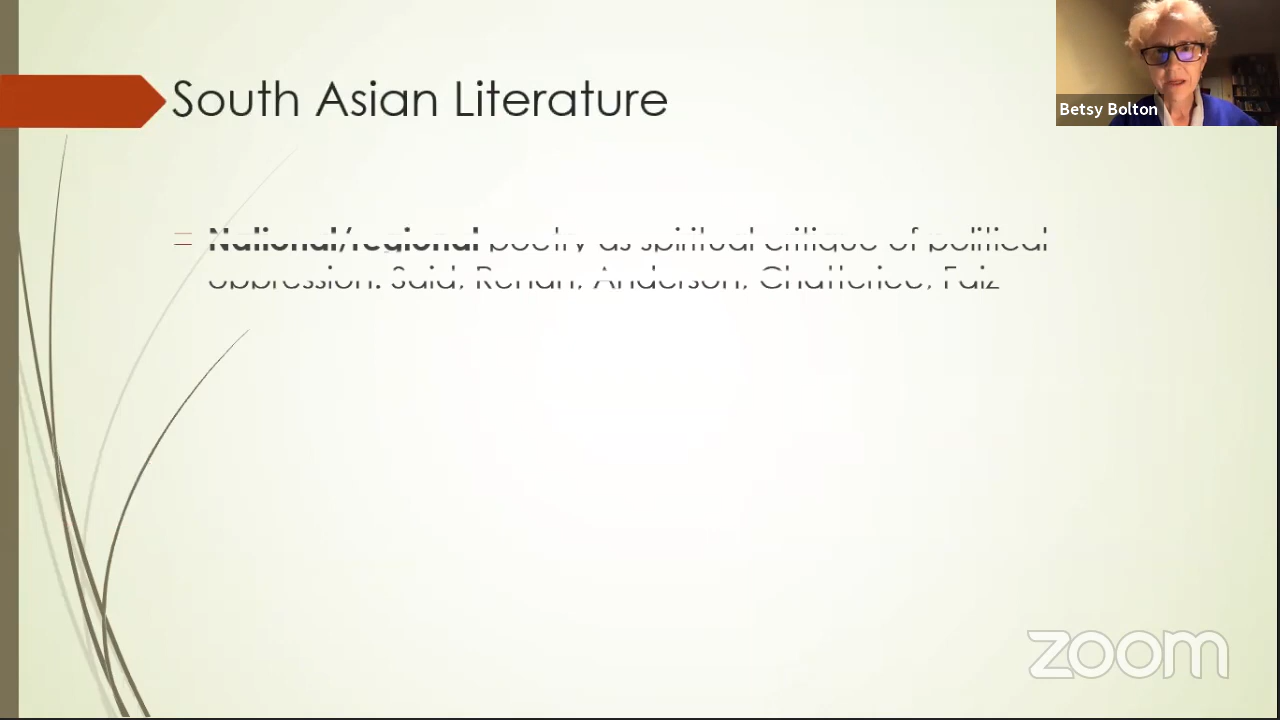 South Asian Literature
Betsy Bolton
National/regional poetry as spiritual critique of political
oppression. Said, Renan, Anderson, Chatterjee, Faiz
zoom